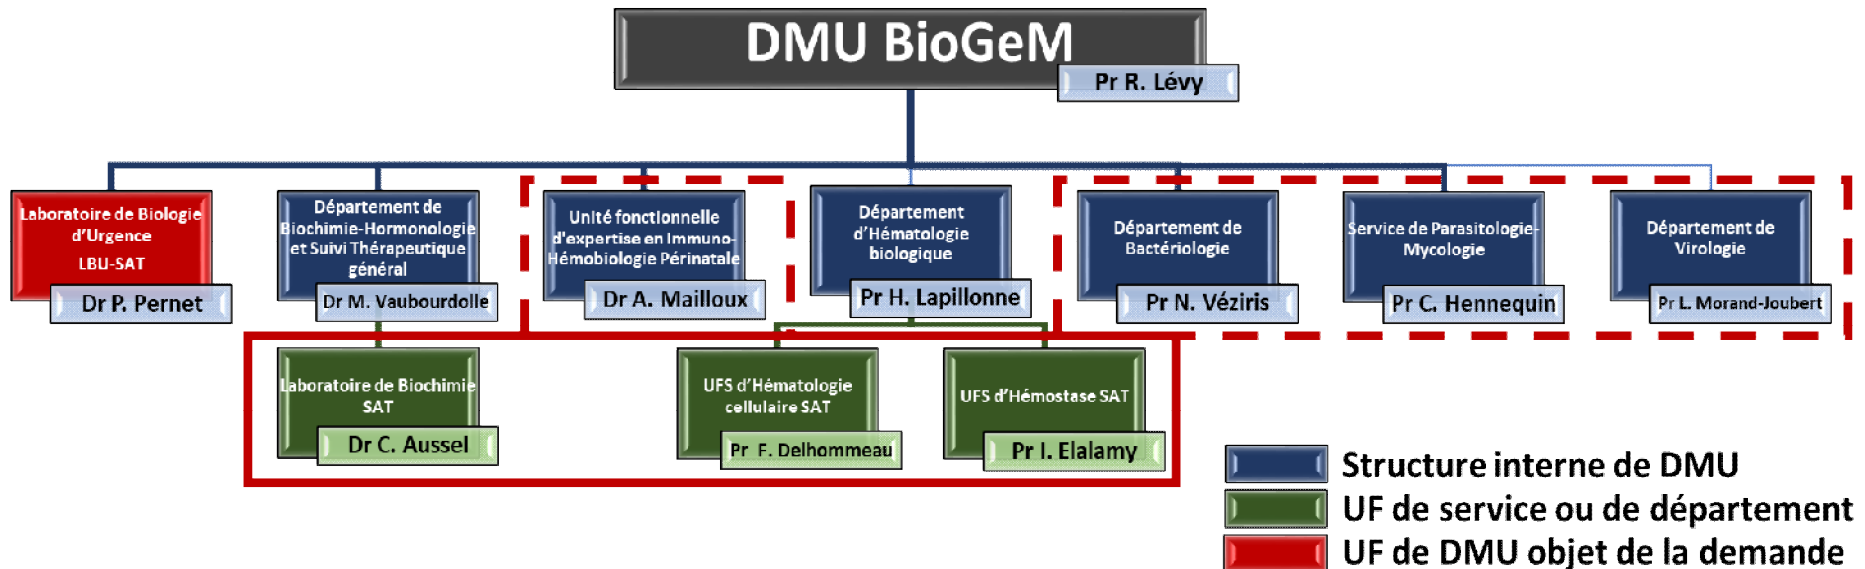 DMU BioGeM
Pr R. Lévy
Laboratoire de Biologie
d'Urgence
LBU-SAT
Dr P. Pernet
Département de
Biochimie-Hormonologie
et Suivi Thérapeutique
général
Dr M. Vaubourdolle
Unité fonctionnelle
d'expertise en Immuno-
Hémobiologie Périnatale
Dr A. Mailloux
Département
d'Hématologie
biologique
Pr H. Lapillonne
Département de
Bactériologie
Pr N. Véziris
Service de Parasitologie-
Mycologie
Pr C. Hennequin
Département de
Virologie
Pr L. Morand-Joubert
Laboratoire de Biochimie
SAT
Dr C. Aussel
UFS d'Hématologie
cellulaire SAT
Pr F. Delhommeau
UFS d'Hémostase SAT
Pr I. Elalamy
Structure interne de DMU
UF de service ou de département
UF de DMU objet de la demande